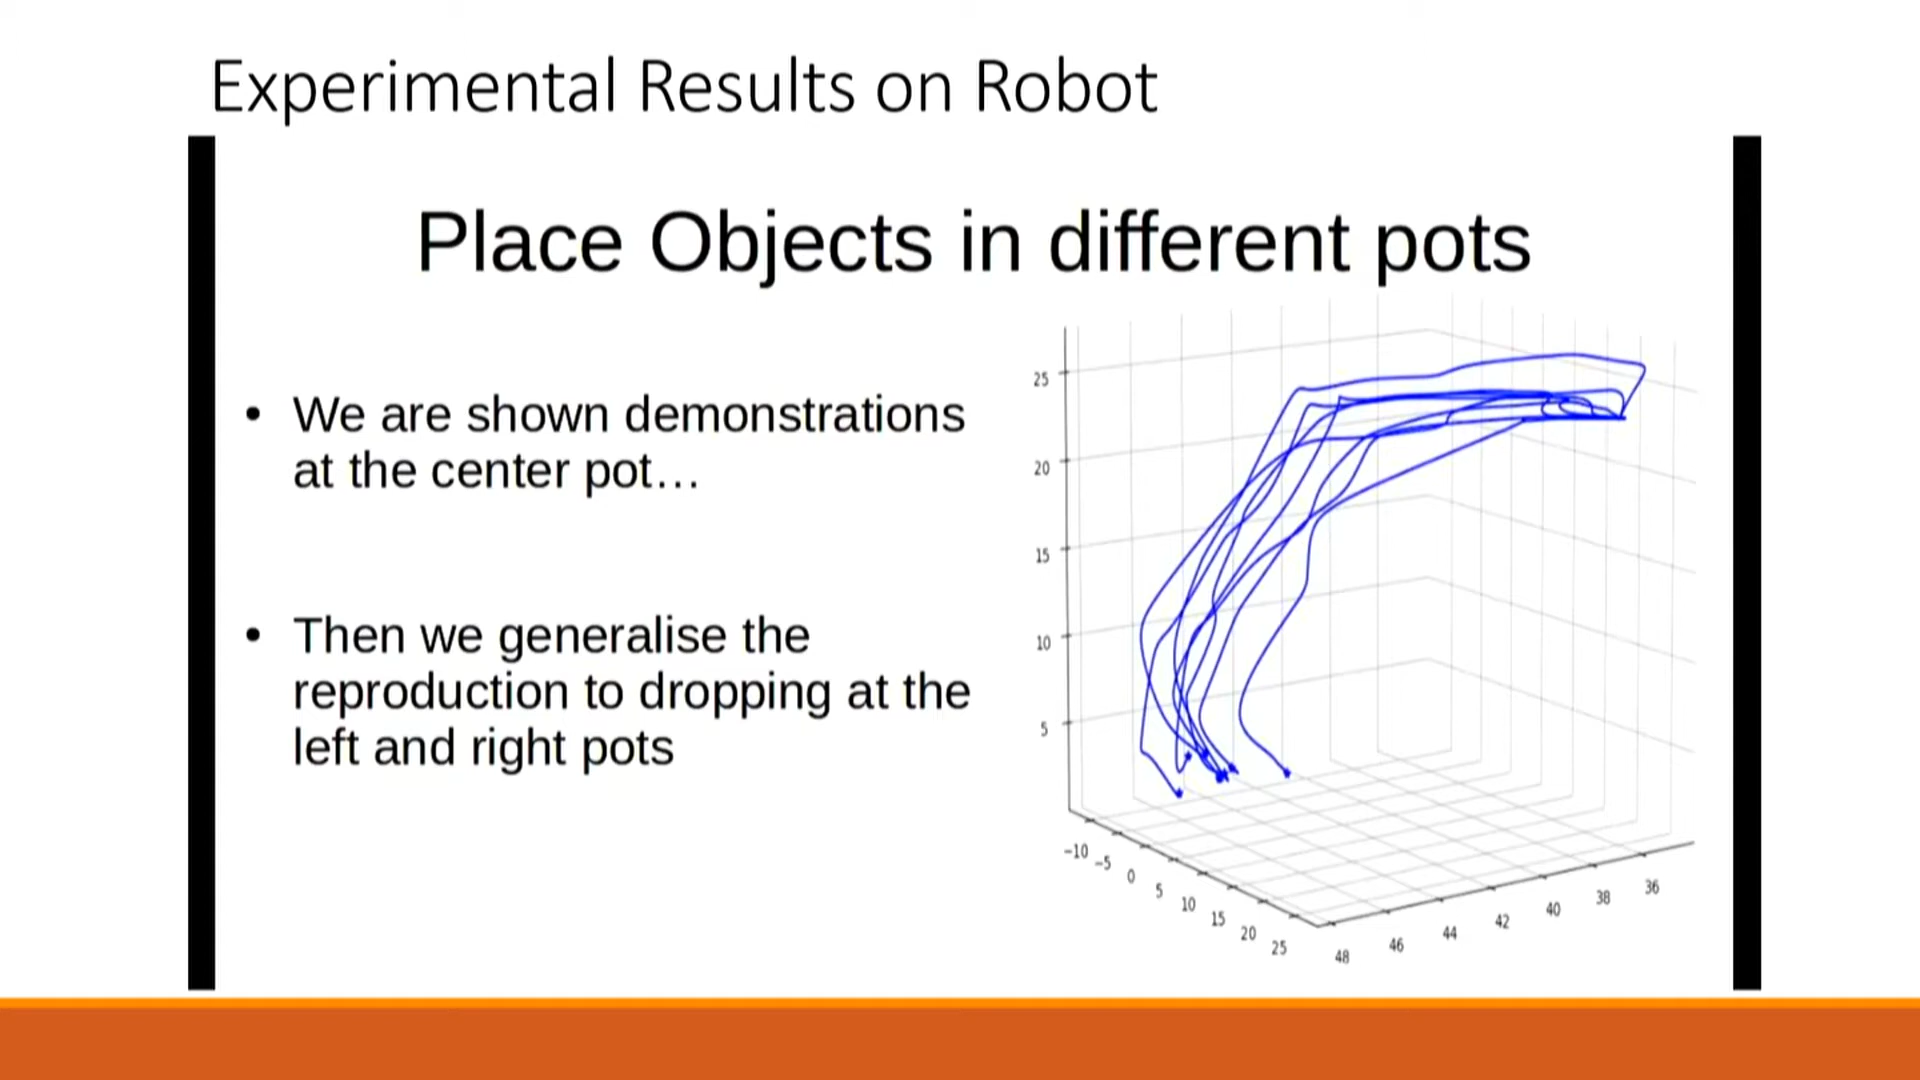 Experimental Results on Robot
Place Objects in different pots
• We are shown demonstrations
at the center pot…
• Then we generalise the
reproduction to dropping at the
left and right pots
25
20
15
10
5
−10
−5
0
5
10
15
20
25
48
46
44
42
40
38
36